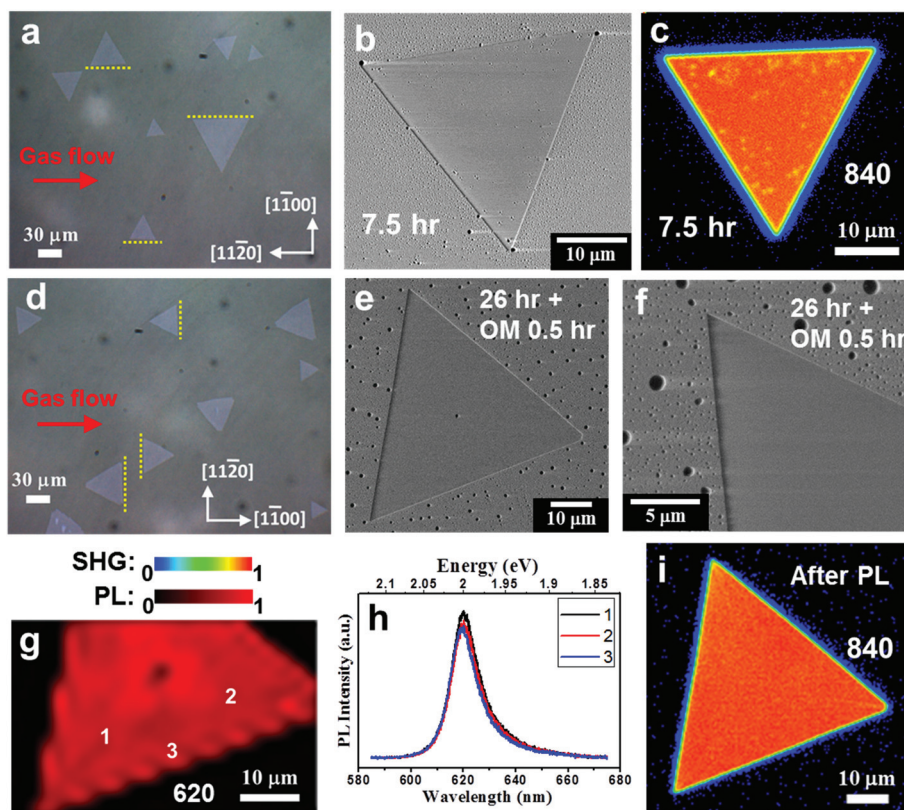 a
Gas flow
30 μm
[11̅00]
[112̅0]
b
7.5 hr
10 μm
c
840
7.5 hr
10 μm
d
Gas flow
30 μm
[112̅0]
[11̅00]
e
26 hr +
OM 0.5 hr
10 μm
f
26 hr +
OM 0.5 hr
5 μm
SHG: 0 1
PL: 0 1
g
1
2
3
620
10 μm
h
Energy (eV)
2.1 2.05 2 1.95 1.9 1.85
PL Intensity (a.u.)
1
2
3
580 600 620 640 660 680
Wavelength (nm)
i
After PL
840
10 μm